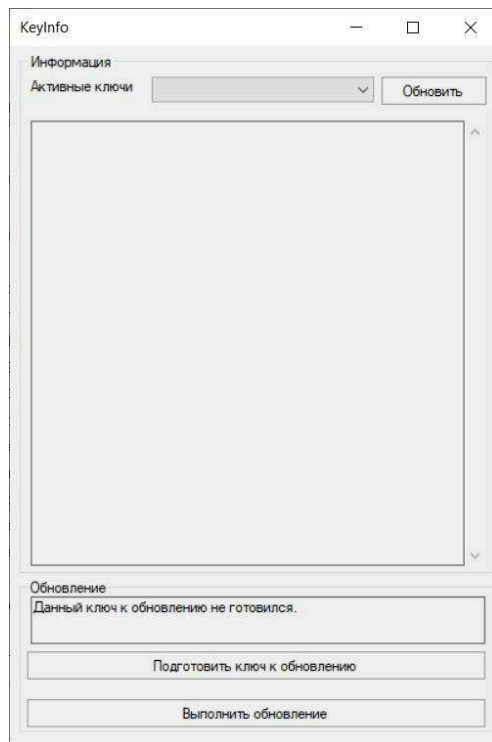 KeyInfo
Информация
Активные ключи
Обновить
Обновление
Данный ключ к обновлению не готовился.
Подготовить ключ к обновлению
Выполнить обновление